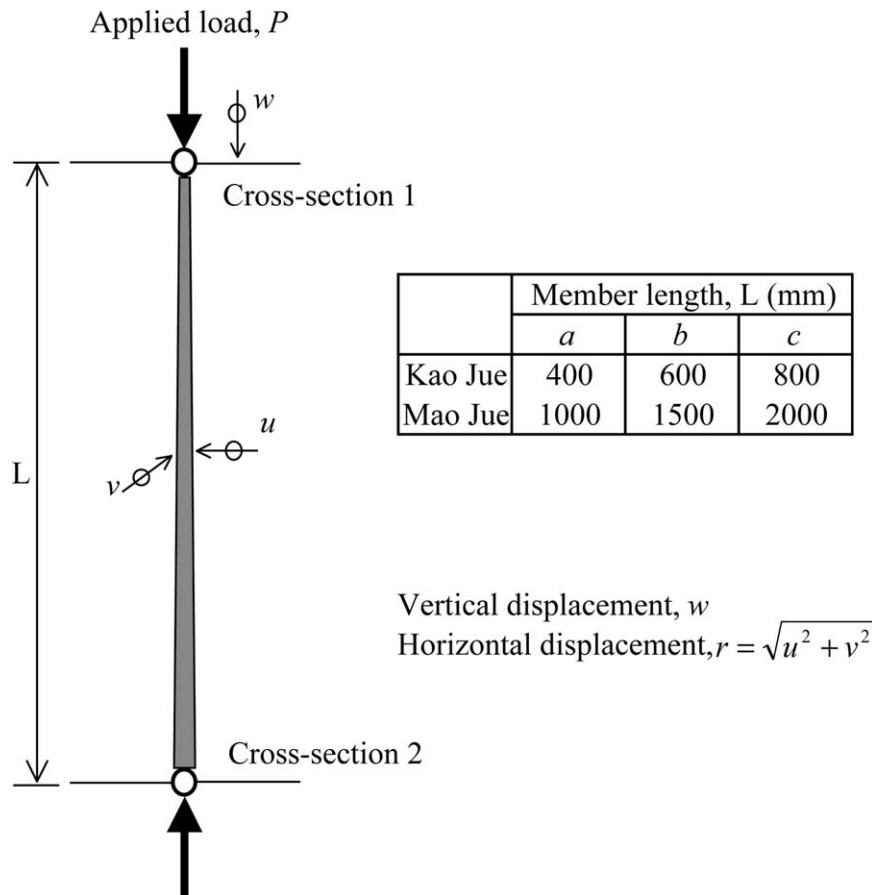 Applied load, P
w
Cross-section 1
Member length, L (mm)
a b c
Kao Jue 400 600 800
Mao Jue 1000 1500 2000
u
L
v
Vertical displacement, w
Horizontal displacement, r = √u² + v²
Cross-section 2